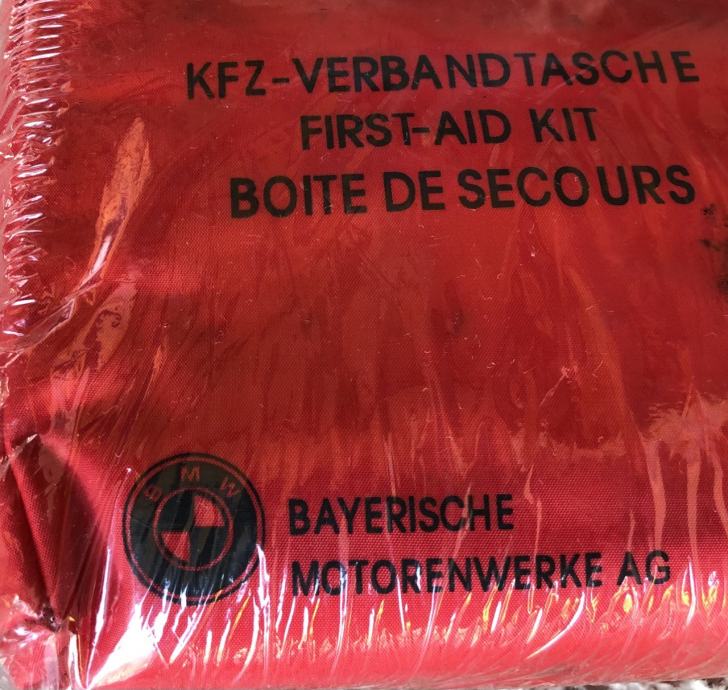 KFZ-VERBANDTASCHE
FIRST-AID KIT
BOITE DE SECOURS
BMW
BAYERISCHE
MOTORENWERKE AG